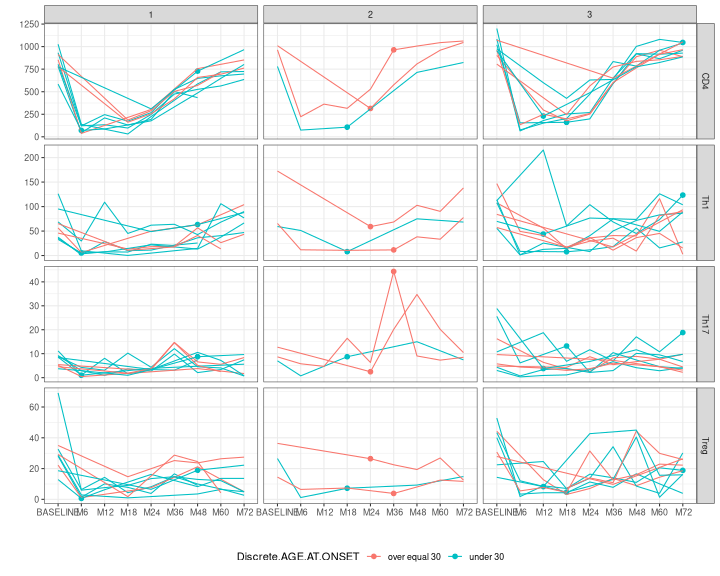 1 2 3
1250
1000
750
500
250
0
CD4
200
150
100
50
0
Th1
40
30
20
10
0
Th17
60
40
20
0
Treg
BASELINE M6 M12 M18 M24 M36 M48 M60 M72 BASELINE M6 M12 M18 M24 M36 M48 M60 M72 BASELINE M6 M12 M18 M24 M36 M48 M60 M72
Discrete.AGE.AT.ONSET over equal 30 under 30